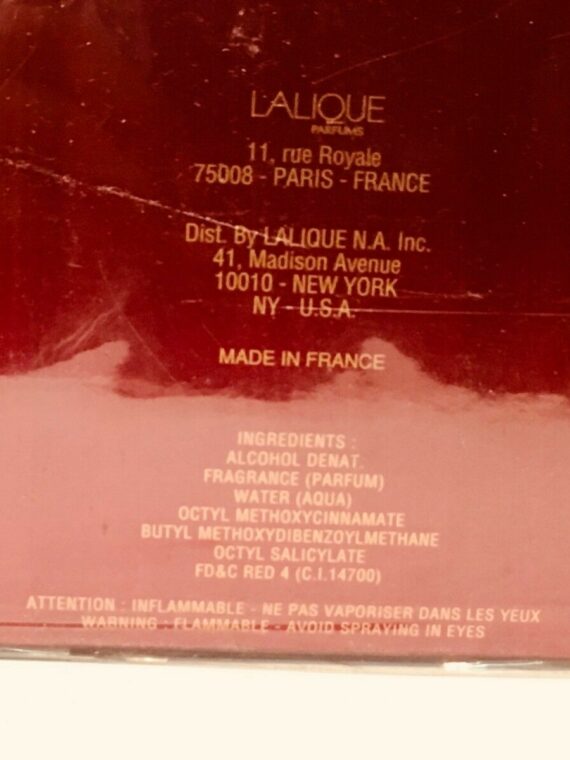 LALIQUE
PARFUMS
11, rue Royale
75008 - PARIS - FRANCE
Dist. By LALIQUE N.A. Inc.
41, Madison Avenue
10010 - NEW YORK
NY - U.S.A.
MADE IN FRANCE
INGREDIENTS :
ALCOHOL DENAT.
FRAGRANCE (PARFUM)
WATER (AQUA)
OCTYL METHOXYCINNAMATE
BUTYL METHOXYDIBENZOYLMETHANE
OCTYL SALICYLATE
FD&C RED 4 (C.I.14700)
ATTENTION : INFLAMMABLE - NE PAS VAPORISER DANS LES YEUX
WARNING : FLAMMABLE - AVOID SPRAYING IN EYES